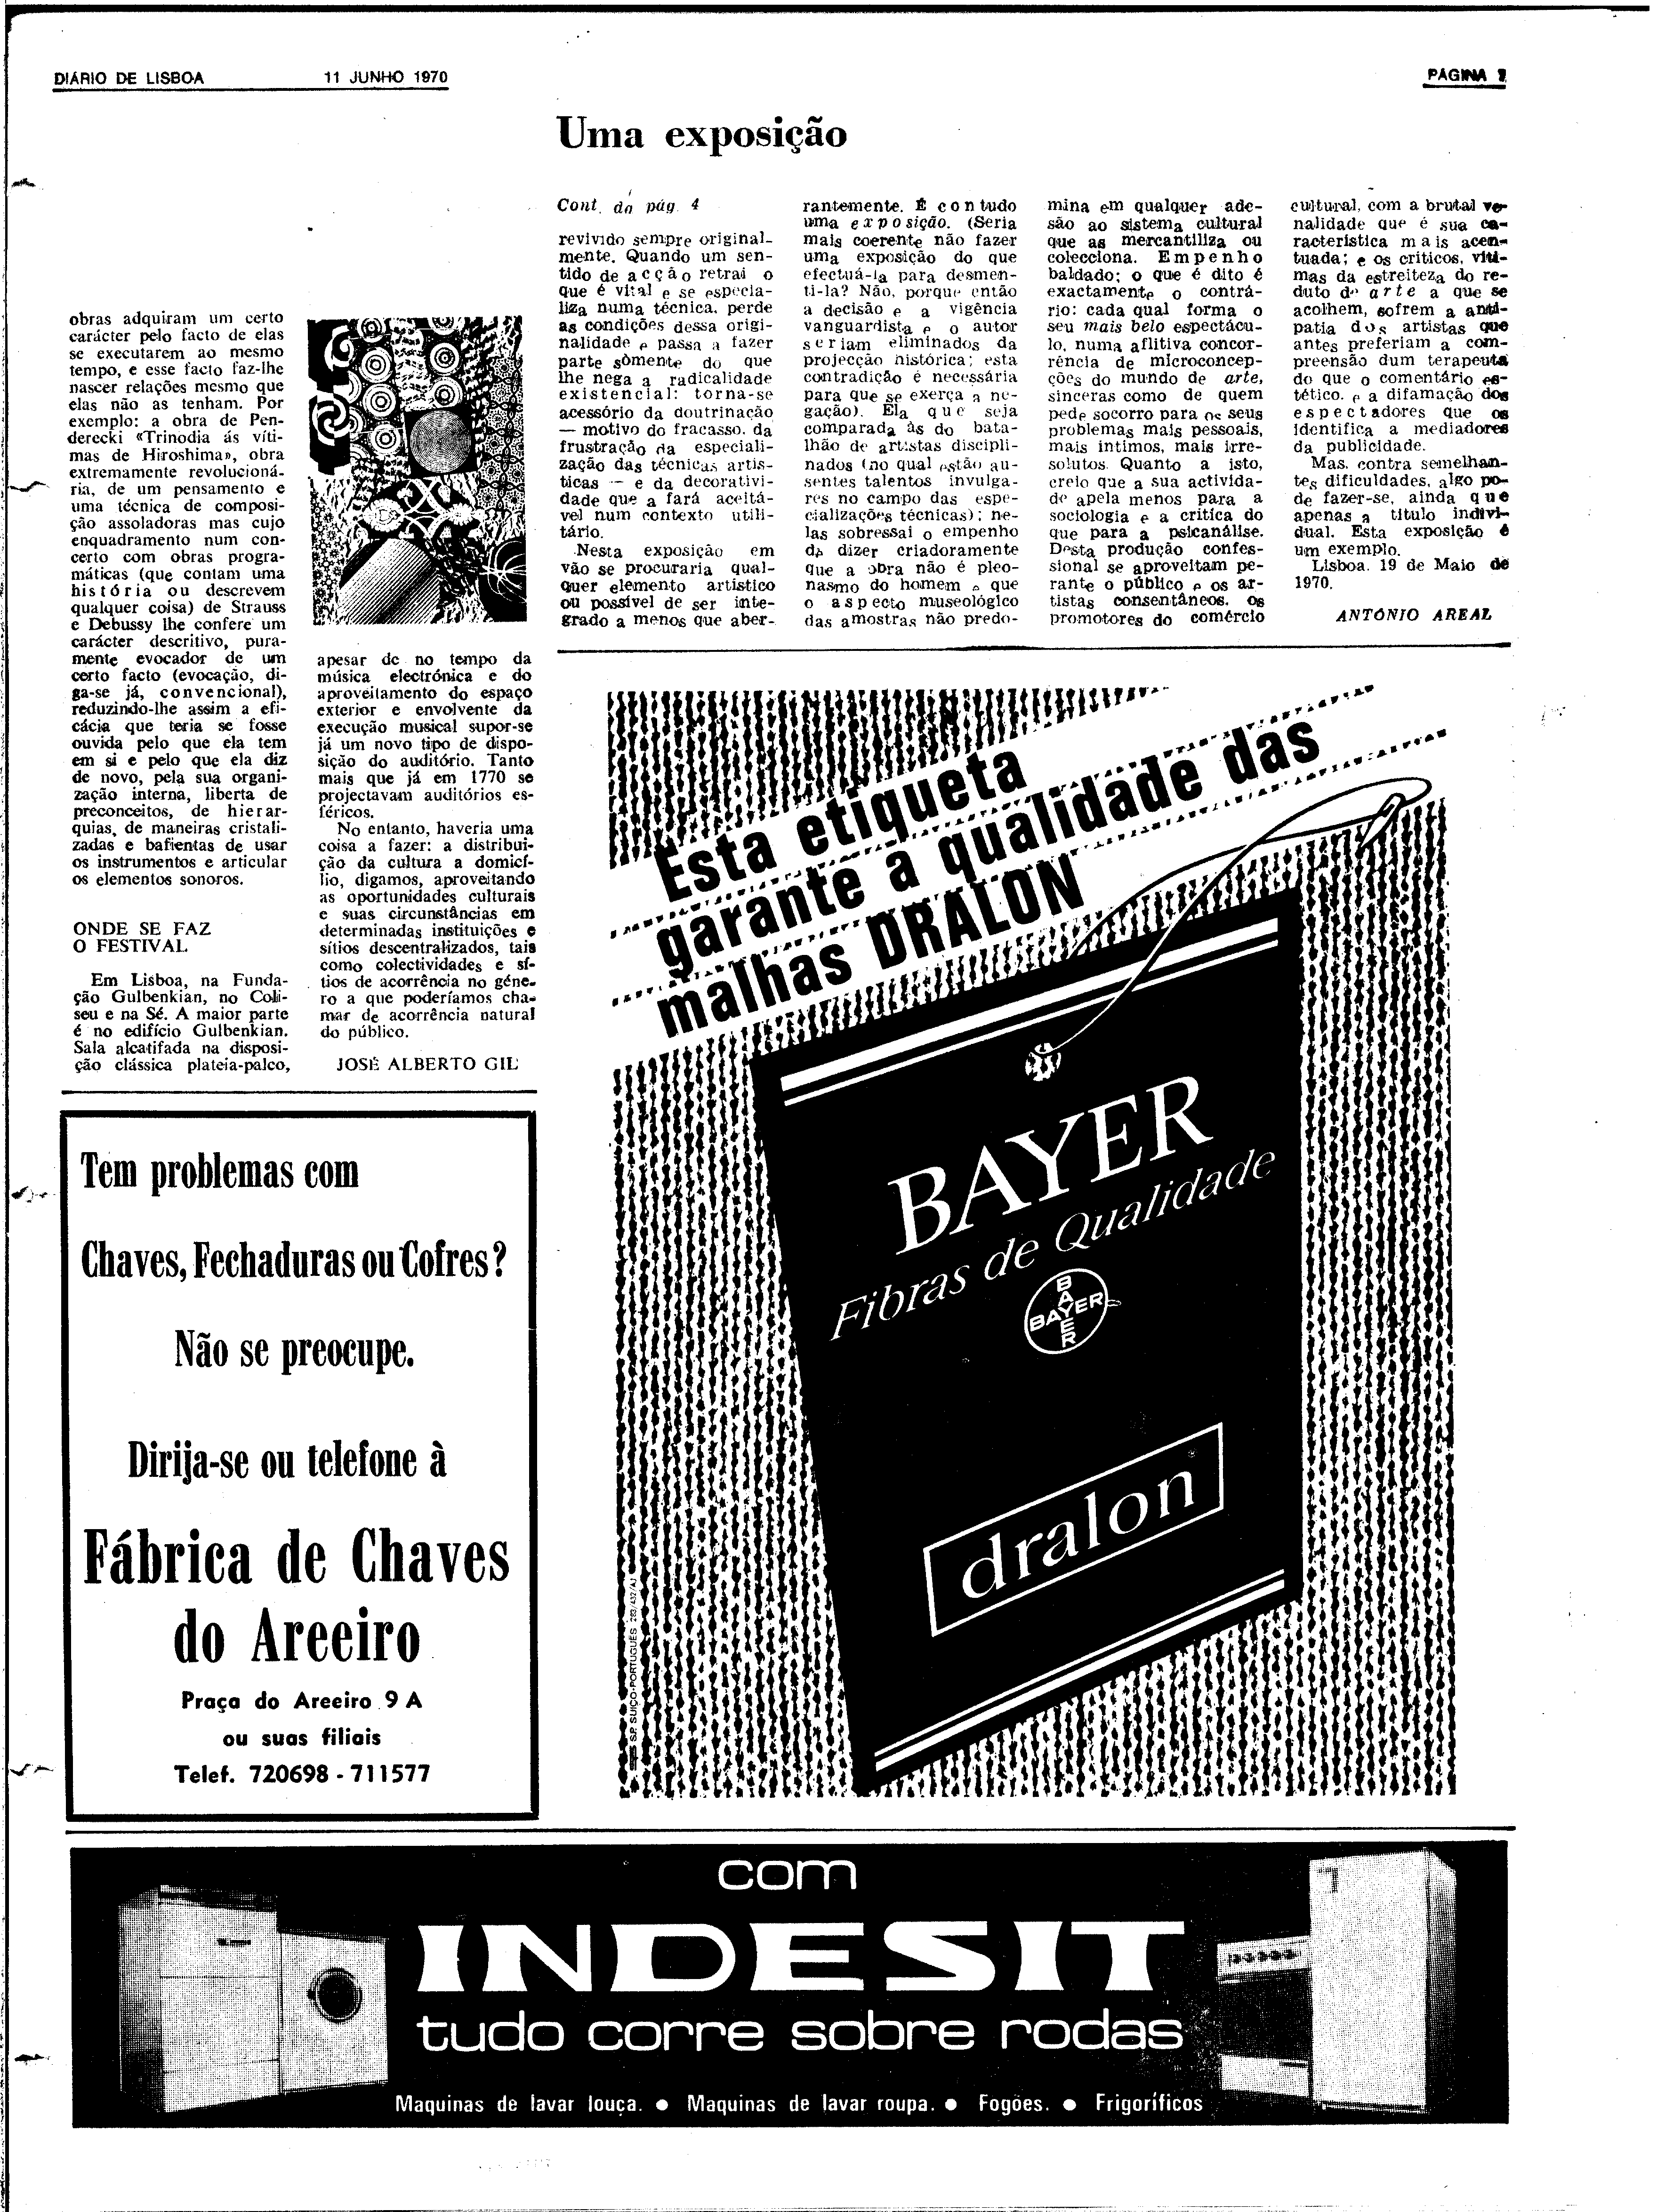 DIÁRIO DE LISBOA
11 JUNHO 1970
PÁGINA 7
obras adquiram um certo
carácter pelo facto de elas
se executarem ao mesmo
tempo, e esse facto faz-lhe
nascer relações mesmo que
elas não as tenham. Por
exemplo: a obra de Pen-
derecki «Trinodia ás víti-
mas de Hiroshima», obra
extremamente revolucioná-
ria, de um pensamento e
uma técnica de composi-
ção assoladoras mas cujo
enquadramento num con-
certo com obras progra-
máticas (que contam uma
história ou descrevem
qualquer coisa) de Strauss
e Debussy lhe confere um
carácter descritivo, pura-
mente evocador de um
certo facto (evocação, di-
ga-se já, convencional),
reduzindo-lhe assim a efi-
cácia que teria se fosse
ouvida pelo que ela tem
em si e pelo que ela diz
de novo, pela sua organi-
zação interna, liberta de
preconceitos, de hierar-
quias, de maneiras cristali-
zadas e bafientas de usar
os instrumentos e articular
os elementos sonoros.
ONDE SE FAZ
O FESTIVAL
Em Lisboa, na Funda-
ção Gulbenkian, no Coli-
seu e na Sé. A maior parte
é no edifício Gulbenkian.
Sala alcatifada na disposi-
ção clássica plateia-palco,
apesar de no tempo da
música electrónica e do
aproveitamento do espaço
exterior e envolvente da
execução musical supor-se
já um novo tipo de dispo-
sição do auditório. Tanto
mais que já em 1770 se
projectavam auditórios es-
féricos.
No entanto, haveria uma
coisa a fazer: a distribui-
ção da cultura a domicí-
lio, digamos, aproveitando
as oportunidades culturais
e suas circunstâncias em
determinadas instituições e
sítios descentralizados, tais
como colectividades e sí-
tios de acorrência no géne-
ro a que poderíamos cha-
mar de acorrência natural
do público.
JOSÉ ALBERTO GIL
Uma exposição
Cont. da pág. 4
revivido sempre original-
mente. Quando um sen-
tido de acção retrai o
que é vital e se especia-
liza numa técnica, perde
as condições dessa origi-
nalidade e passa a fazer
parte sòmente do que
lhe nega a radicalidade
existencial: torna-se
acessório da doutrinação
— motivo do fracasso, da
frustração da especiali-
zação das técnicas artís-
ticas — e da decorativi-
dade que a fará aceitá-
vel num contexto utili-
tário.
Nesta exposição em
vão se procuraria qual-
quer elemento artístico
ou possível de ser inte-
grado a menos que aber-
rantemente. É contudo
uma exposição. (Seria
mais coerente não fazer
uma exposição do que
efectuá-la para desmen-
ti-la? Não, porque então
a decisão e a vigência
vanguardista e o autor
seriam eliminados da
projecção histórica; esta
contradição é necessária
para que se exerça a ne-
gação). Ela que seja
comparada às do bata-
lhão de artistas discipli-
nados (no qual estão au-
sentes talentos invulga-
res no campo das espe-
cializações técnicas); ne-
las sobressai o empenho
de dizer criadoramente
que a obra não é pleo-
nasmo do homem e que
o aspecto museológico
das amostras não predo-
mina em qualquer ade-
são ao sistema cultural
que as mercantiliza ou
colecciona. Empenho
baldado; o que é dito é
exactamente o contrá-
rio: cada qual forma o
seu mais belo espectácu-
lo, numa aflitiva concor-
rência de microconcep-
ções do mundo de arte,
sinceras como de quem
pede socorro para os seus
problemas mais pessoais,
mais íntimos, mais irre-
solutos. Quanto a isto,
creio que a sua activida-
de apela menos para a
sociologia e a crítica do
que para a psicanálise.
Desta produção confes-
sional se aproveitam pe-
rante o público e os ar-
tistas consentâneos, os
promotores do comércio
cultural, com a brutal ve-
nalidade que é sua ca-
racterística mais acen-
tuada; e os críticos, víti-
mas da estreiteza do re-
duto de arte a que se
acolhem, sofrem a anti-
patia dos artistas que
antes preferiam a com-
preensão dum terapeuta
do que o comentário es-
tético, e a difamação dos
espectadores que os
identifica a mediadores
da publicidade.
Mas, contra semelhan-
tes dificuldades, algo po-
de fazer-se, ainda que
apenas a título indivi-
dual. Esta exposição é
um exemplo.
Lisboa, 19 de Maio de
1970.
ANTÓNIO AREAL
Esta etiqueta
garante a qualidade das
malhas DRALON
BAYER
Fibras de Qualidade
BAYER
BAYER
dralon
S.P. SUIÇO-PORTUGUÊS 283/432/A1
Tem problemas com
Chaves, Fechaduras ou Cofres?
Não se preocupe.
Dirija-se ou telefone à
Fábrica de Chaves
do Areeiro
Praça do Areeiro 9 A
ou suas filiais
Telef. 720698 - 711577
com
INDESIT
tudo corre sobre rodas
Maquinas de lavar louça. ● Maquinas de lavar roupa. ● Fogões. ● Frigoríficos